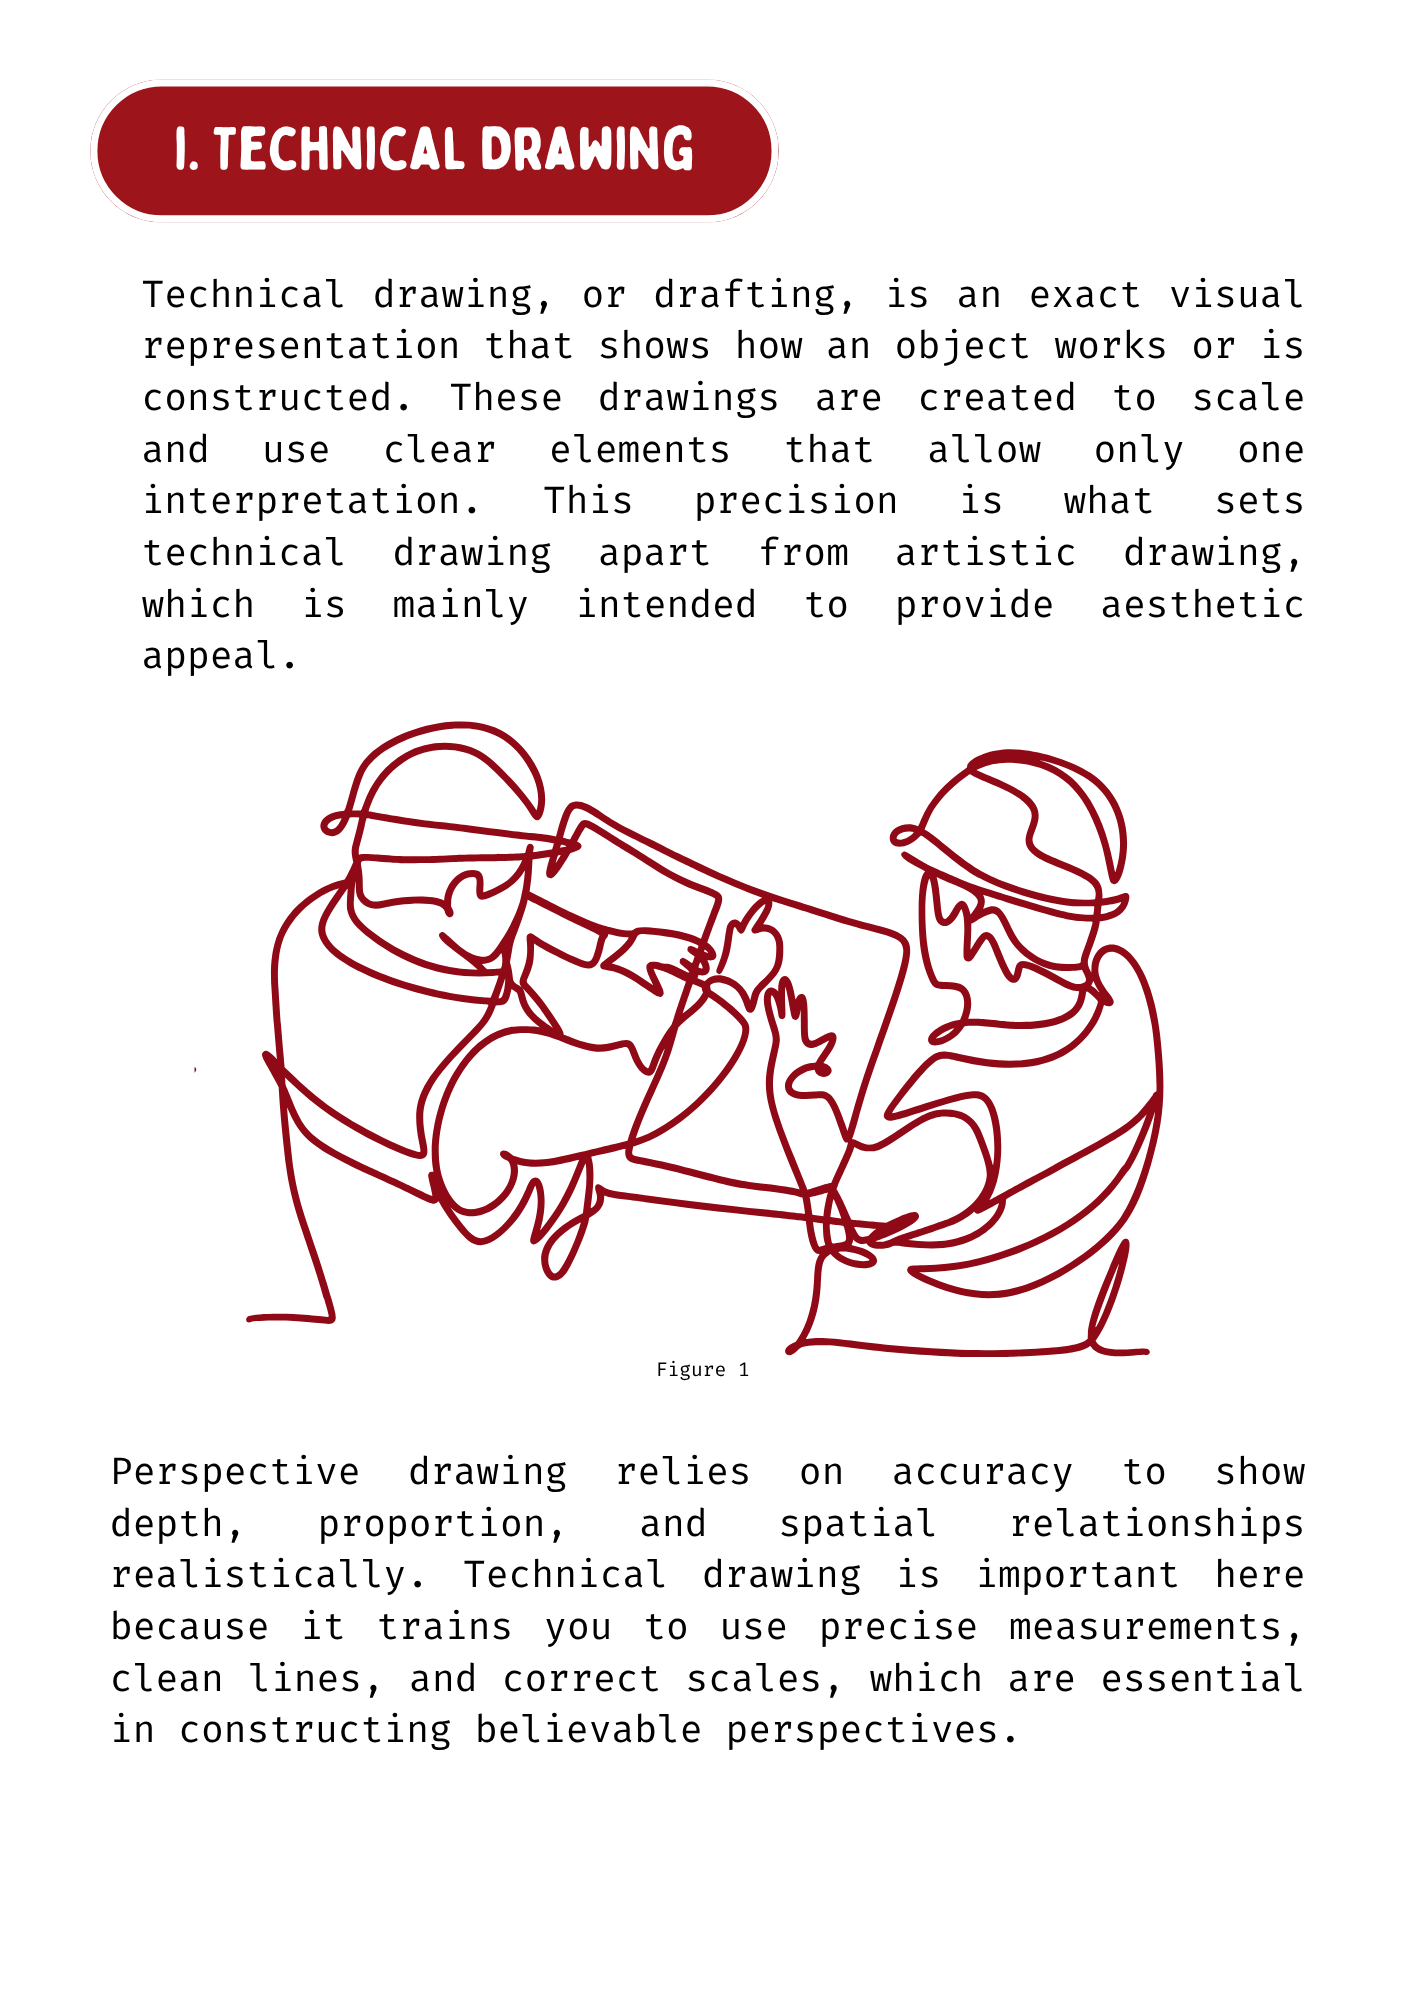 1. TECHNICAL DRAWING
Technical drawing, or drafting, is an exact visual
representation that shows how an object works or is
constructed. These drawings are created to scale
and use clear elements that allow only one
interpretation. This precision is what sets
technical drawing apart from artistic drawing,
which is mainly intended to provide aesthetic
appeal.
Figure 1
Perspective drawing relies on accuracy to show
depth, proportion, and spatial relationships
realistically. Technical drawing is important here
because it trains you to use precise measurements,
clean lines, and correct scales, which are essential
in constructing believable perspectives.